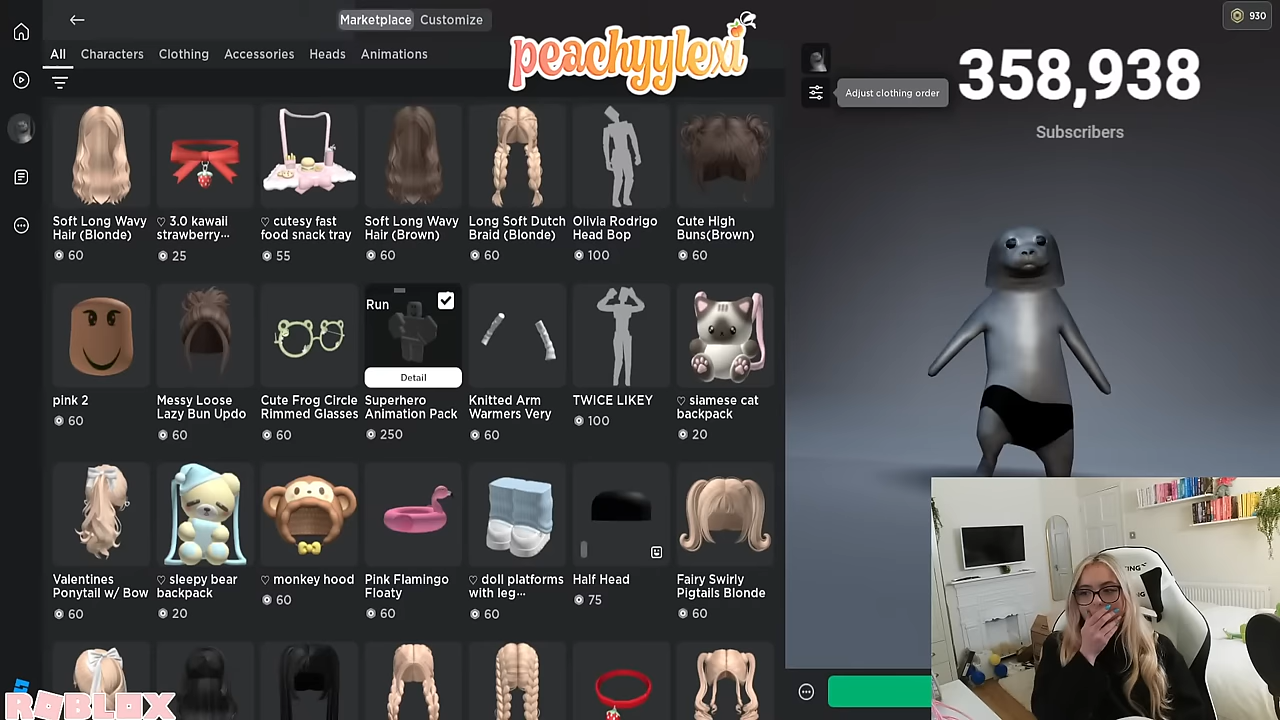 Marketplace Customize
930
All Characters Clothing Accessories Heads Animations
peachyylexi
358,938
Adjust clothing order
Subscribers
Soft Long Wavy
Hair (Blonde)
60
♡ 3.0 kawaii
strawberry...
25
♡ cutesy fast
food snack tray
55
Soft Long Wavy
Hair (Brown)
60
Long Soft Dutch
Braid (Blonde)
60
Olivia Rodrigo
Head Bop
100
Cute High
Buns(Brown)
60
pink 2
60
Messy Loose
Lazy Bun Updo
60
Cute Frog Circle
Rimmed Glasses
60
Run
Detail
Superhero
Animation Pack
250
Knitted Arm
Warmers Very
60
TWICE LIKEY
100
♡ siamese cat
backpack
20
Valentines
Ponytail w/ Bow
60
♡ sleepy bear
backpack
20
♡ monkey hood
60
Pink Flamingo
Floaty
60
♡ doll platforms
with leg...
60
Half Head
75
Fairy Swirly
Pigtails Blonde
60
ROBLOX